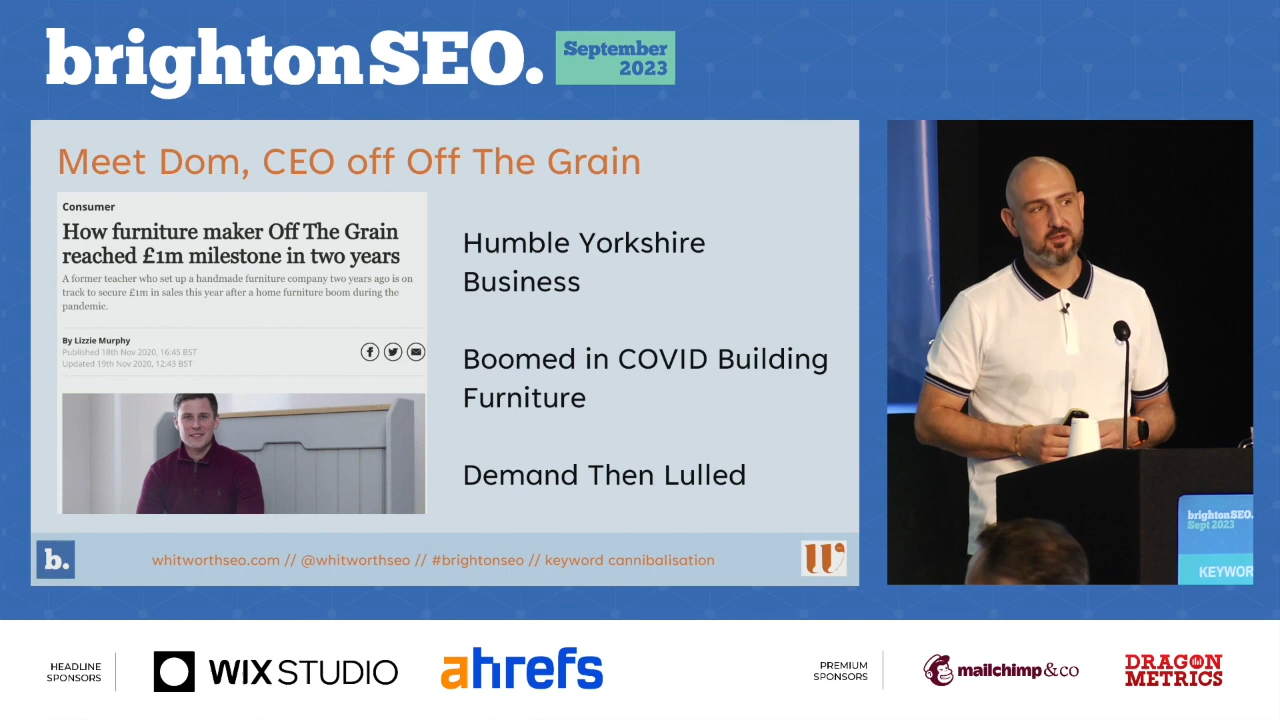 brightonSEO.
September
2023
Meet Dom, CEO off Off The Grain
Consumer
How furniture maker Off The Grain
reached £1m milestone in two years
A former teacher who set up a handmade furniture company two years ago is on
track to secure £1m in sales this year after a home furniture boom during the
pandemic.
By Lizzie Murphy
Published 18th Nov 2020, 16:45 BST
Updated 19th Nov 2020, 12:43 BST
Humble Yorkshire
Business
Boomed in COVID Building
Furniture
Demand Then Lulled
b.
whitworthseo.com // @whitworthseo // #brightonseo // keyword cannibalisation
w
brightonSEO.
Sept 2023
KEYWOR
HEADLINE
SPONSORS
WIX STUDIO
ahrefs
PREMIUM
SPONSORS
mailchimp&co
DRAGON
METRICS